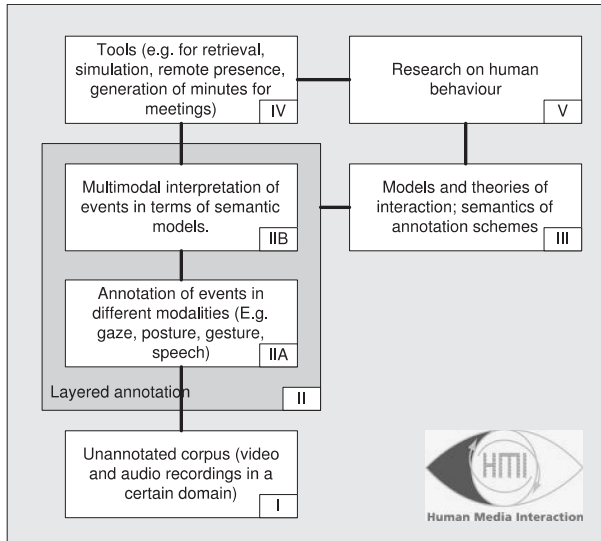 Tools (e.g. for retrieval,
simulation, remote presence,
generation of minutes for
meetings)
IV
Research on human
behaviour
V
Multimodal interpretation of
events in terms of semantic
models.
IIB
Models and theories of
interaction; semantics of
annotation schemes
III
Annotation of events in
different modalities (E.g.
gaze, posture, gesture,
speech)
IIA
Layered annotation
II
Unannotated corpus (video
and audio recordings in a
certain domain)
I
HMI
Human Media Interaction